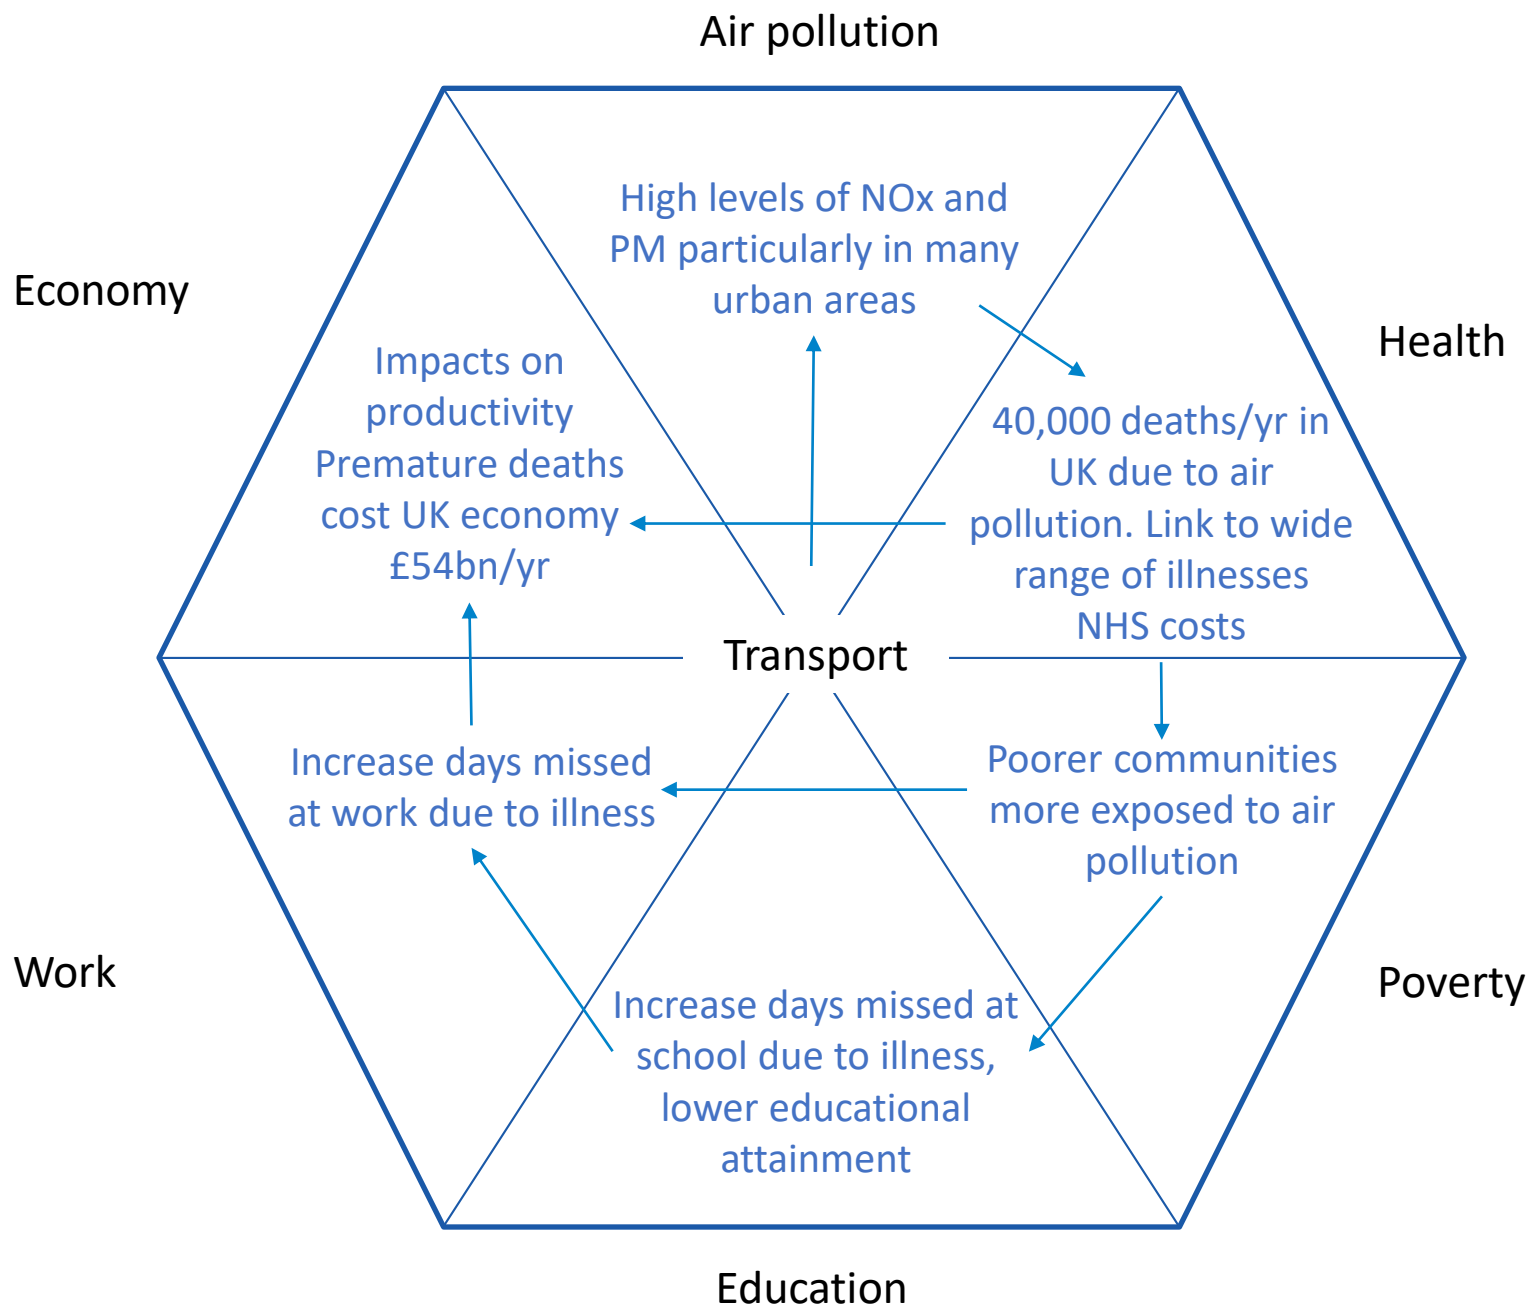 Air pollution
High levels of NOx and
PM particularly in many
urban areas
Economy
Impacts on
productivity
Premature deaths
cost UK economy
£54bn/yr
Health
40,000 deaths/yr in
UK due to air
pollution. Link to wide
range of illnesses
NHS costs
Transport
Increase days missed
at work due to illness
Poorer communities
more exposed to air
pollution
Work
Poverty
Increase days missed at
school due to illness,
lower educational
attainment
Education